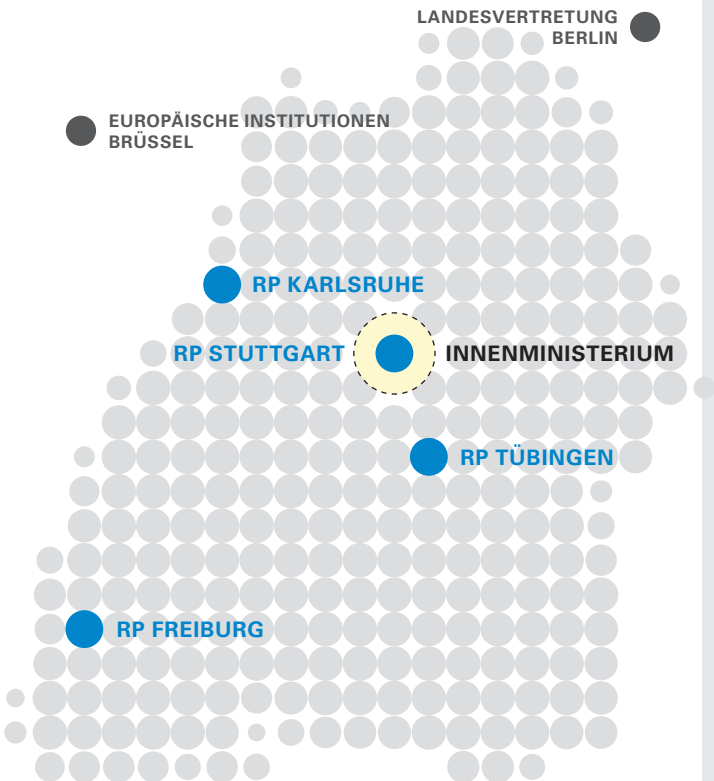 LANDESVERTRETUNG
BERLIN
EUROPÄISCHE INSTITUTIONEN
BRÜSSEL
RP KARLSRUHE
RP STUTTGART
INNENMINISTERIUM
RP TÜBINGEN
RP FREIBURG